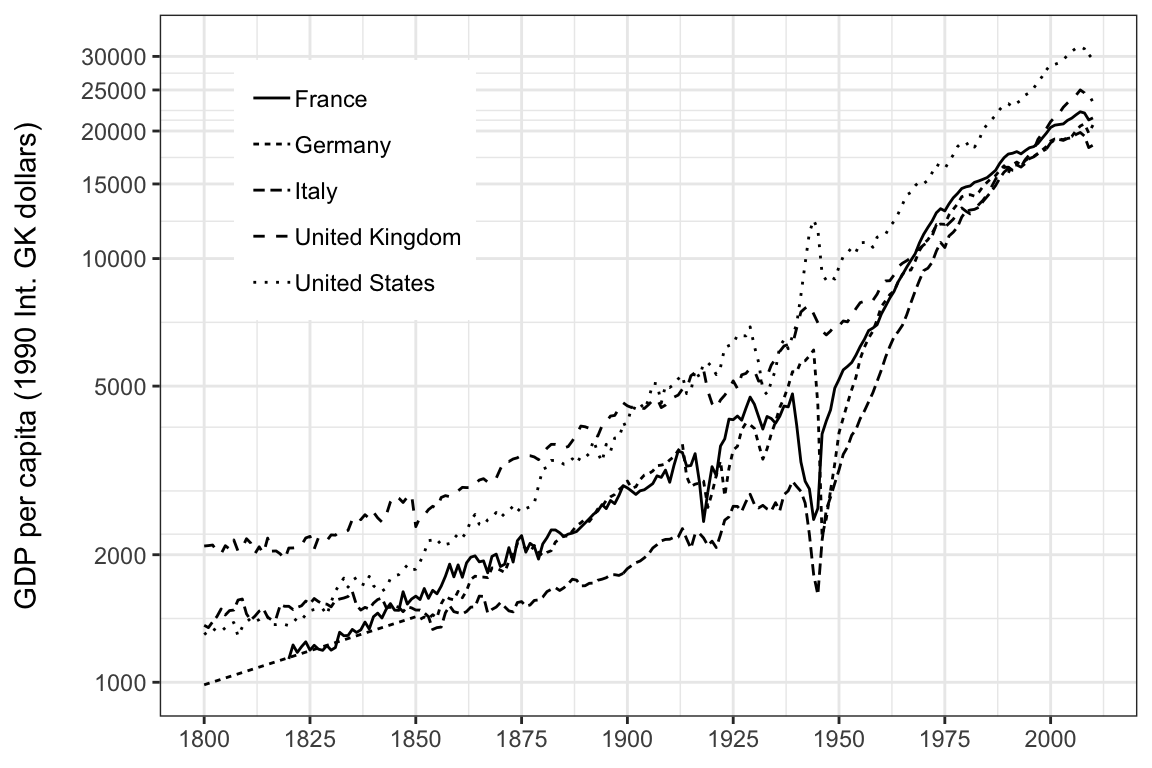 GDP per capita (1990 Int. GK dollars)
30000
25000
20000
15000
10000
5000
2000
1000
France
Germany
Italy
United Kingdom
United States
1800 1825 1850 1875 1900 1925 1950 1975 2000